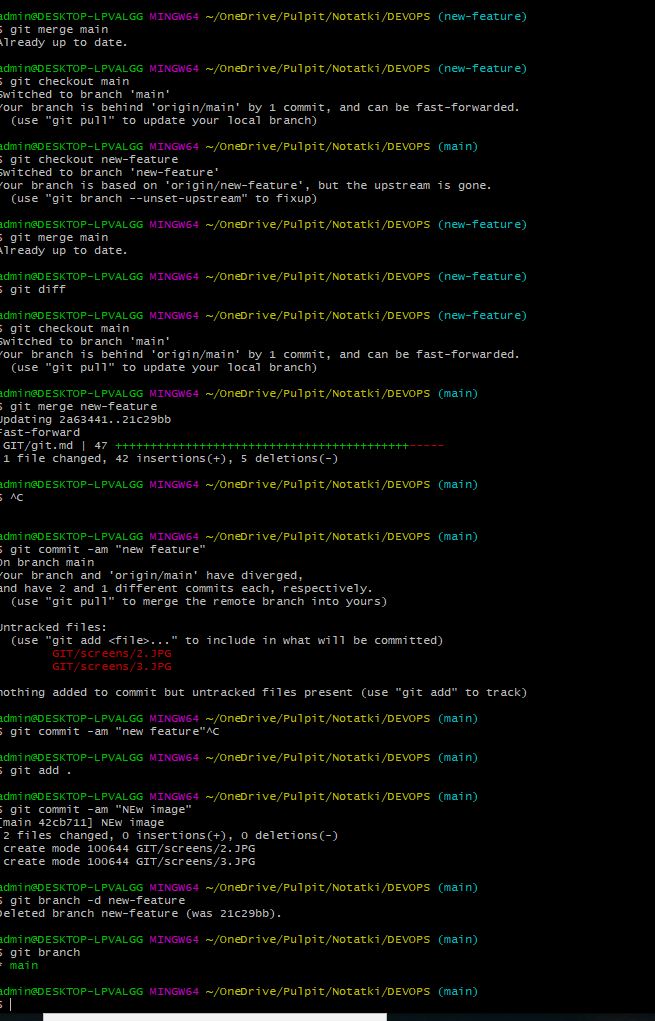 admin@DESKTOP-LPVALGG MINGW64 ~/OneDrive/Pulpit/Notatki/DEVOPS (new-feature)
$ git merge main
Already up to date.
admin@DESKTOP-LPVALGG MINGW64 ~/OneDrive/Pulpit/Notatki/DEVOPS (new-feature)
$ git checkout main
Switched to branch 'main'
Your branch is behind 'origin/main' by 1 commit, and can be fast-forwarded.
(use "git pull" to update your local branch)
admin@DESKTOP-LPVALGG MINGW64 ~/OneDrive/Pulpit/Notatki/DEVOPS (main)
$ git checkout new-feature
Switched to branch 'new-feature'
Your branch is based on 'origin/new-feature', but the upstream is gone.
(use "git branch --unset-upstream" to fixup)
admin@DESKTOP-LPVALGG MINGW64 ~/OneDrive/Pulpit/Notatki/DEVOPS (new-feature)
$ git merge main
Already up to date.
admin@DESKTOP-LPVALGG MINGW64 ~/OneDrive/Pulpit/Notatki/DEVOPS (new-feature)
$ git diff
admin@DESKTOP-LPVALGG MINGW64 ~/OneDrive/Pulpit/Notatki/DEVOPS (new-feature)
$ git checkout main
Switched to branch 'main'
Your branch is behind 'origin/main' by 1 commit, and can be fast-forwarded.
(use "git pull" to update your local branch)
admin@DESKTOP-LPVALGG MINGW64 ~/OneDrive/Pulpit/Notatki/DEVOPS (main)
$ git merge new-feature
Updating 2a63441..21c29bb
Fast-forward
GIT/git.md | 47 ++++++++++++++++++++++++++++++++++++++++++-----
1 file changed, 42 insertions(+), 5 deletions(-)
admin@DESKTOP-LPVALGG MINGW64 ~/OneDrive/Pulpit/Notatki/DEVOPS (main)
$ ^C
admin@DESKTOP-LPVALGG MINGW64 ~/OneDrive/Pulpit/Notatki/DEVOPS (main)
$ git commit -am "new feature"
On branch main
Your branch and 'origin/main' have diverged,
and have 2 and 1 different commits each, respectively.
(use "git pull" to merge the remote branch into yours)
Untracked files:
(use "git add <file>..." to include in what will be committed)
GIT/screens/2.JPG
GIT/screens/3.JPG
nothing added to commit but untracked files present (use "git add" to track)
admin@DESKTOP-LPVALGG MINGW64 ~/OneDrive/Pulpit/Notatki/DEVOPS (main)
$ git commit -am "new feature"^C
admin@DESKTOP-LPVALGG MINGW64 ~/OneDrive/Pulpit/Notatki/DEVOPS (main)
$ git add .
admin@DESKTOP-LPVALGG MINGW64 ~/OneDrive/Pulpit/Notatki/DEVOPS (main)
$ git commit -am "NEw image"
[main 42cb711] NEw image
2 files changed, 0 insertions(+), 0 deletions(-)
create mode 100644 GIT/screens/2.JPG
create mode 100644 GIT/screens/3.JPG
admin@DESKTOP-LPVALGG MINGW64 ~/OneDrive/Pulpit/Notatki/DEVOPS (main)
$ git branch -d new-feature
Deleted branch new-feature (was 21c29bb).
admin@DESKTOP-LPVALGG MINGW64 ~/OneDrive/Pulpit/Notatki/DEVOPS (main)
$ git branch
* main
admin@DESKTOP-LPVALGG MINGW64 ~/OneDrive/Pulpit/Notatki/DEVOPS (main)
$